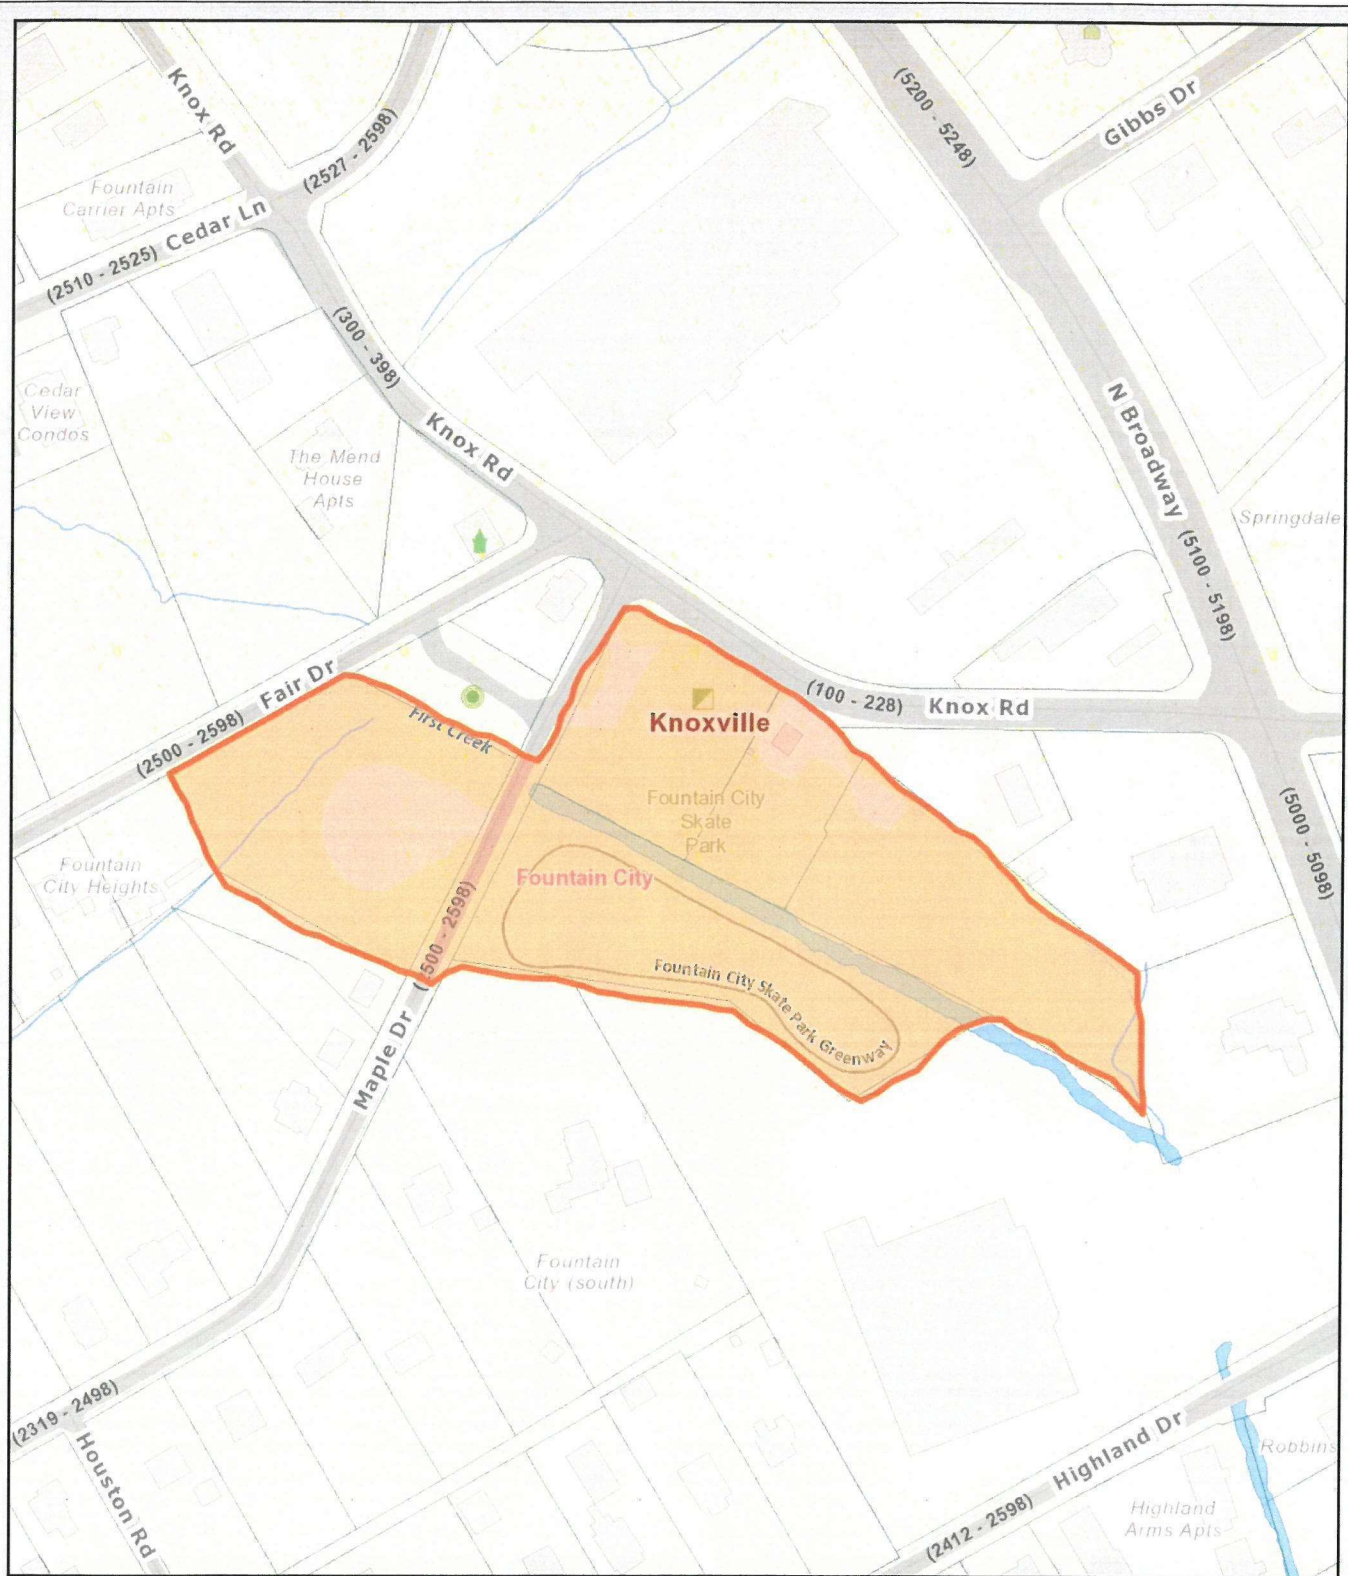 Knox Rd
(2527 - 2598)
(5200 - 5248)
Gibbs Dr
Fountain
Carrier Apts
(2510 - 2525) Cedar Ln
(300 - 398)
Cedar
View
Condos
Knox Rd
The Mend
House
Apts
N Broadway (5100 - 5198)
Springdale
(2500 - 2598) Fair Dr
First Creek
Knoxville
(100 - 228) Knox Rd
Fountain City
Skate
Park
(5000 - 5098)
Fountain
City Heights
Fountain City
Maple Dr (2500 - 2598)
Fountain City Skate Park Greenway
Fountain
City (south)
(2319 - 2498)
Houston Rd
(2412 - 2598) Highland Dr
Robbins
Highland
Arms Apts